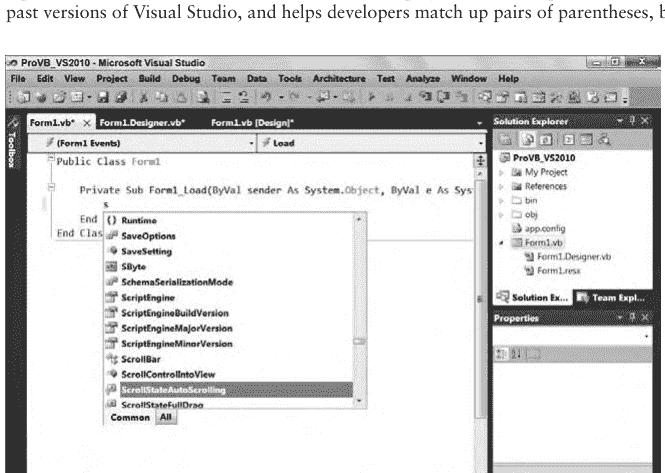 past versions of Visual Studio, and helps developers match up pairs of parentheses, b
ProVB_VS2010 - Microsoft Visual Studio
File Edit View Project Build Debug Team Data Tools Architecture Test Analyze Window Help
Form1.vb* Form1.Designer.vb* Form1.vb [Design]*
Toolbox
(Form1 Events) Load
Public Class Form1
Private Sub Form1_Load(ByVal sender As System.Object, ByVal e As Sys
s
End
End Clas
{} Runtime
SaveOptions
SaveSetting
SByte
SchemaSerializationMode
ScriptEngine
ScriptEngineBuildVersion
ScriptEngineMajorVersion
ScriptEngineMinorVersion
ScrollBar
ScrollControlIntoView
ScrollStateAutoScrolling
ScrollStateFullDrag
Common All
Solution Explorer
ProVB_VS2010
My Project
References
bin
obj
app.config
Form1.vb
Form1.Designer.vb
Form1.resx
Solution Ex... Team Expl...
Properties